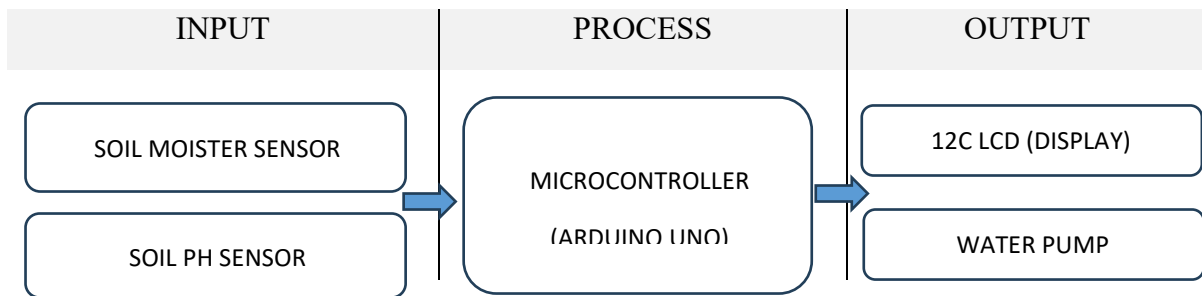 INPUT
PROCESS
OUTPUT
SOIL MOISTER SENSOR
SOIL PH SENSOR
MICROCONTROLLER
(ARDUINO UNO)
12C LCD (DISPLAY)
WATER PUMP